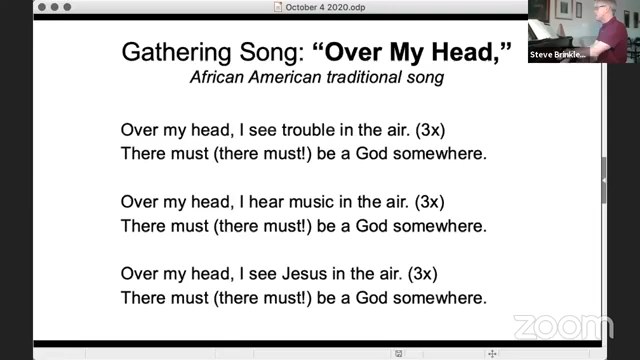 October 4 2020.odp
Gathering Song: “Over My Head,”
African American traditional song
Steve Brinkle...
Over my head, I see trouble in the air. (3x)
There must (there must!) be a God somewhere.
Over my head, I hear music in the air. (3x)
There must (there must!) be a God somewhere.
Over my head, I see Jesus in the air. (3x)
There must (there must!) be a God somewhere.
zoom